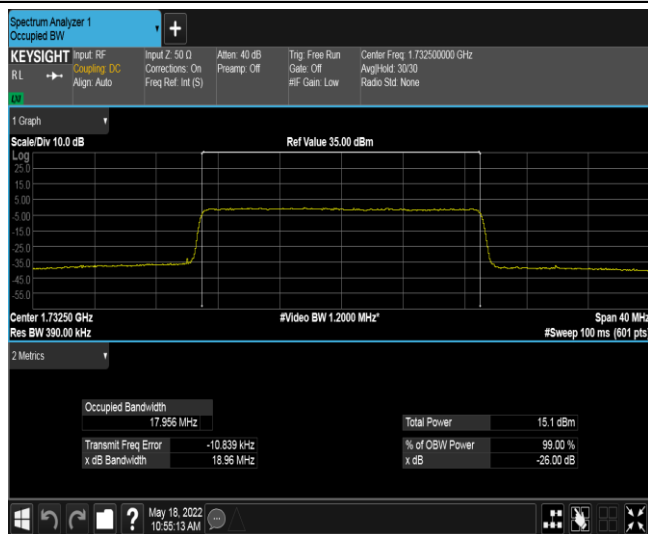 Spectrum Analyzer 1
Occupied BW
+
KEYSIGHT Input: RF Input Z: 50 Ω Atten: 40 dB Trig: Free Run Center Freq: 1.732500000 GHz
RL Coupling: DC Corrections: On Preamp: Off Gate: Off Avg|Hold: 30/30
Align: Auto Freq Ref: Int (S) #IF Gain: Low Radio Std: None
LXI
1 Graph
Scale/Div 10.0 dB Ref Value 35.00 dBm
Log
25.0
15.0
5.00
-5.00
-15.0
-25.0
-35.0
-45.0
-55.0
Center 1.73250 GHz #Video BW 1.2000 MHz* Span 40 MHz
Res BW 390.00 kHz #Sweep 100 ms (601 pts)
2 Metrics
Occupied Bandwidth
17.956 MHz Total Power 15.1 dBm
Transmit Freq Error -10.839 kHz % of OBW Power 99.00 %
x dB Bandwidth 18.96 MHz x dB -26.00 dB
? May 18, 2022
10:55:13 AM